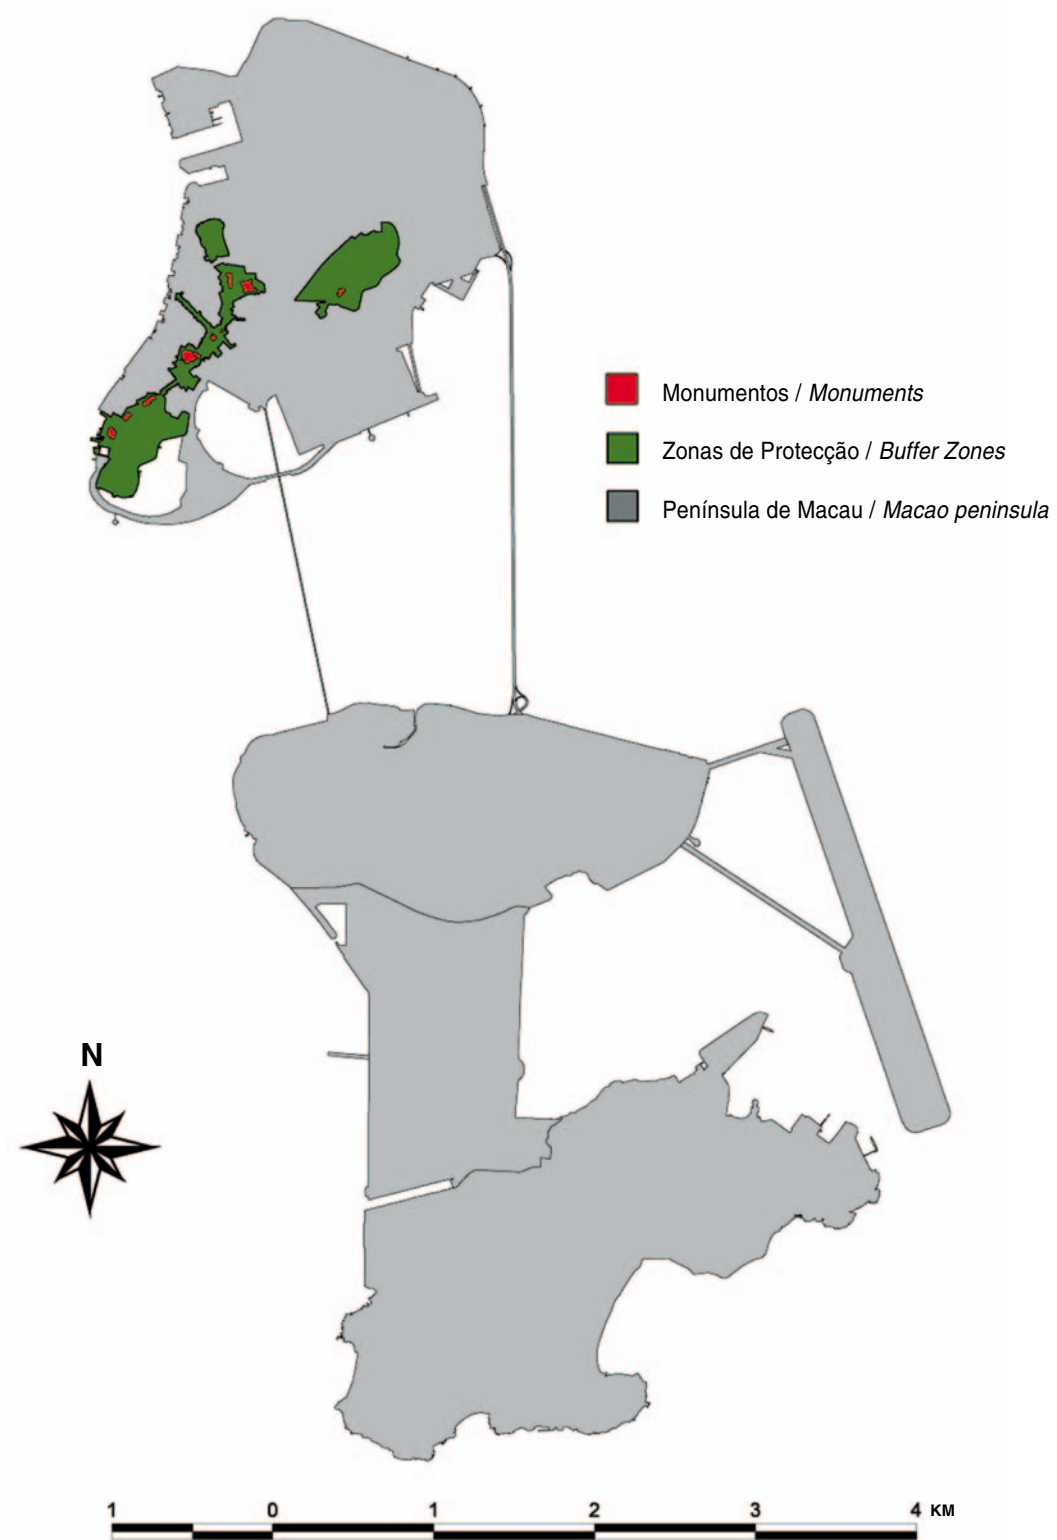 Monumentos / Monuments
Zonas de Protecção / Buffer Zones
Península de Macau / Macao peninsula
N
1 0 1 2 3 4 KM